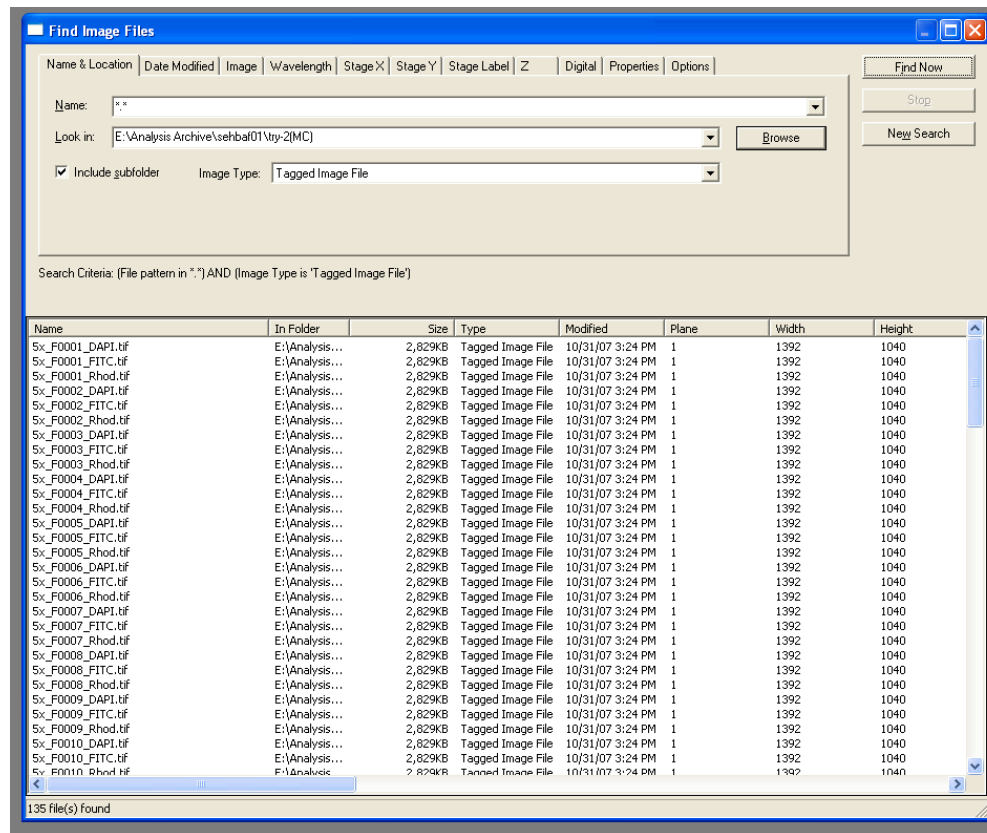 Find Image Files
Name & Location Date Modified Image Wavelength Stage X Stage Y Stage Label Z Digital Properties Options
Find Now
Name: *.*
Stop
Look in: E:\Analysis Archive\sehbaf01\try-2(MC) Browse
New Search
Include subfolder Image Type: Tagged Image File
Search Criteria: (File pattern in *.*) AND (Image Type is 'Tagged Image File')
Name In Folder Size Type Modified Plane Width Height
5x_F0001_DAPI.tif E:\Analysis... 2,829KB Tagged Image File 10/31/07 3:24 PM 1 1392 1040
5x_F0001_FITC.tif E:\Analysis... 2,829KB Tagged Image File 10/31/07 3:24 PM 1 1392 1040
5x_F0001_Rhod.tif E:\Analysis... 2,829KB Tagged Image File 10/31/07 3:24 PM 1 1392 1040
5x_F0002_DAPI.tif E:\Analysis... 2,829KB Tagged Image File 10/31/07 3:24 PM 1 1392 1040
5x_F0002_FITC.tif E:\Analysis... 2,829KB Tagged Image File 10/31/07 3:24 PM 1 1392 1040
5x_F0002_Rhod.tif E:\Analysis... 2,829KB Tagged Image File 10/31/07 3:24 PM 1 1392 1040
5x_F0003_DAPI.tif E:\Analysis... 2,829KB Tagged Image File 10/31/07 3:24 PM 1 1392 1040
5x_F0003_FITC.tif E:\Analysis... 2,829KB Tagged Image File 10/31/07 3:24 PM 1 1392 1040
5x_F0003_Rhod.tif E:\Analysis... 2,829KB Tagged Image File 10/31/07 3:24 PM 1 1392 1040
5x_F0004_DAPI.tif E:\Analysis... 2,829KB Tagged Image File 10/31/07 3:24 PM 1 1392 1040
5x_F0004_FITC.tif E:\Analysis... 2,829KB Tagged Image File 10/31/07 3:24 PM 1 1392 1040
5x_F0004_Rhod.tif E:\Analysis... 2,829KB Tagged Image File 10/31/07 3:24 PM 1 1392 1040
5x_F0005_DAPI.tif E:\Analysis... 2,829KB Tagged Image File 10/31/07 3:24 PM 1 1392 1040
5x_F0005_FITC.tif E:\Analysis... 2,829KB Tagged Image File 10/31/07 3:24 PM 1 1392 1040
5x_F0005_Rhod.tif E:\Analysis... 2,829KB Tagged Image File 10/31/07 3:24 PM 1 1392 1040
5x_F0006_DAPI.tif E:\Analysis... 2,829KB Tagged Image File 10/31/07 3:24 PM 1 1392 1040
5x_F0006_FITC.tif E:\Analysis... 2,829KB Tagged Image File 10/31/07 3:24 PM 1 1392 1040
5x_F0006_Rhod.tif E:\Analysis... 2,829KB Tagged Image File 10/31/07 3:24 PM 1 1392 1040
5x_F0007_DAPI.tif E:\Analysis... 2,829KB Tagged Image File 10/31/07 3:24 PM 1 1392 1040
5x_F0007_FITC.tif E:\Analysis... 2,829KB Tagged Image File 10/31/07 3:24 PM 1 1392 1040
5x_F0007_Rhod.tif E:\Analysis... 2,829KB Tagged Image File 10/31/07 3:24 PM 1 1392 1040
5x_F0008_DAPI.tif E:\Analysis... 2,829KB Tagged Image File 10/31/07 3:24 PM 1 1392 1040
5x_F0008_FITC.tif E:\Analysis... 2,829KB Tagged Image File 10/31/07 3:24 PM 1 1392 1040
5x_F0008_Rhod.tif E:\Analysis... 2,829KB Tagged Image File 10/31/07 3:24 PM 1 1392 1040
5x_F0009_DAPI.tif E:\Analysis... 2,829KB Tagged Image File 10/31/07 3:24 PM 1 1392 1040
5x_F0009_FITC.tif E:\Analysis... 2,829KB Tagged Image File 10/31/07 3:24 PM 1 1392 1040
5x_F0009_Rhod.tif E:\Analysis... 2,829KB Tagged Image File 10/31/07 3:24 PM 1 1392 1040
5x_F0010_DAPI.tif E:\Analysis... 2,829KB Tagged Image File 10/31/07 3:24 PM 1 1392 1040
5x_F0010_FITC.tif E:\Analysis... 2,829KB Tagged Image File 10/31/07 3:24 PM 1 1392 1040
5x_F0010_Rhod.tif E:\Analysis... 2,829KB Tagged Image File 10/31/07 3:24 PM 1 1392 1040
135 file(s) found